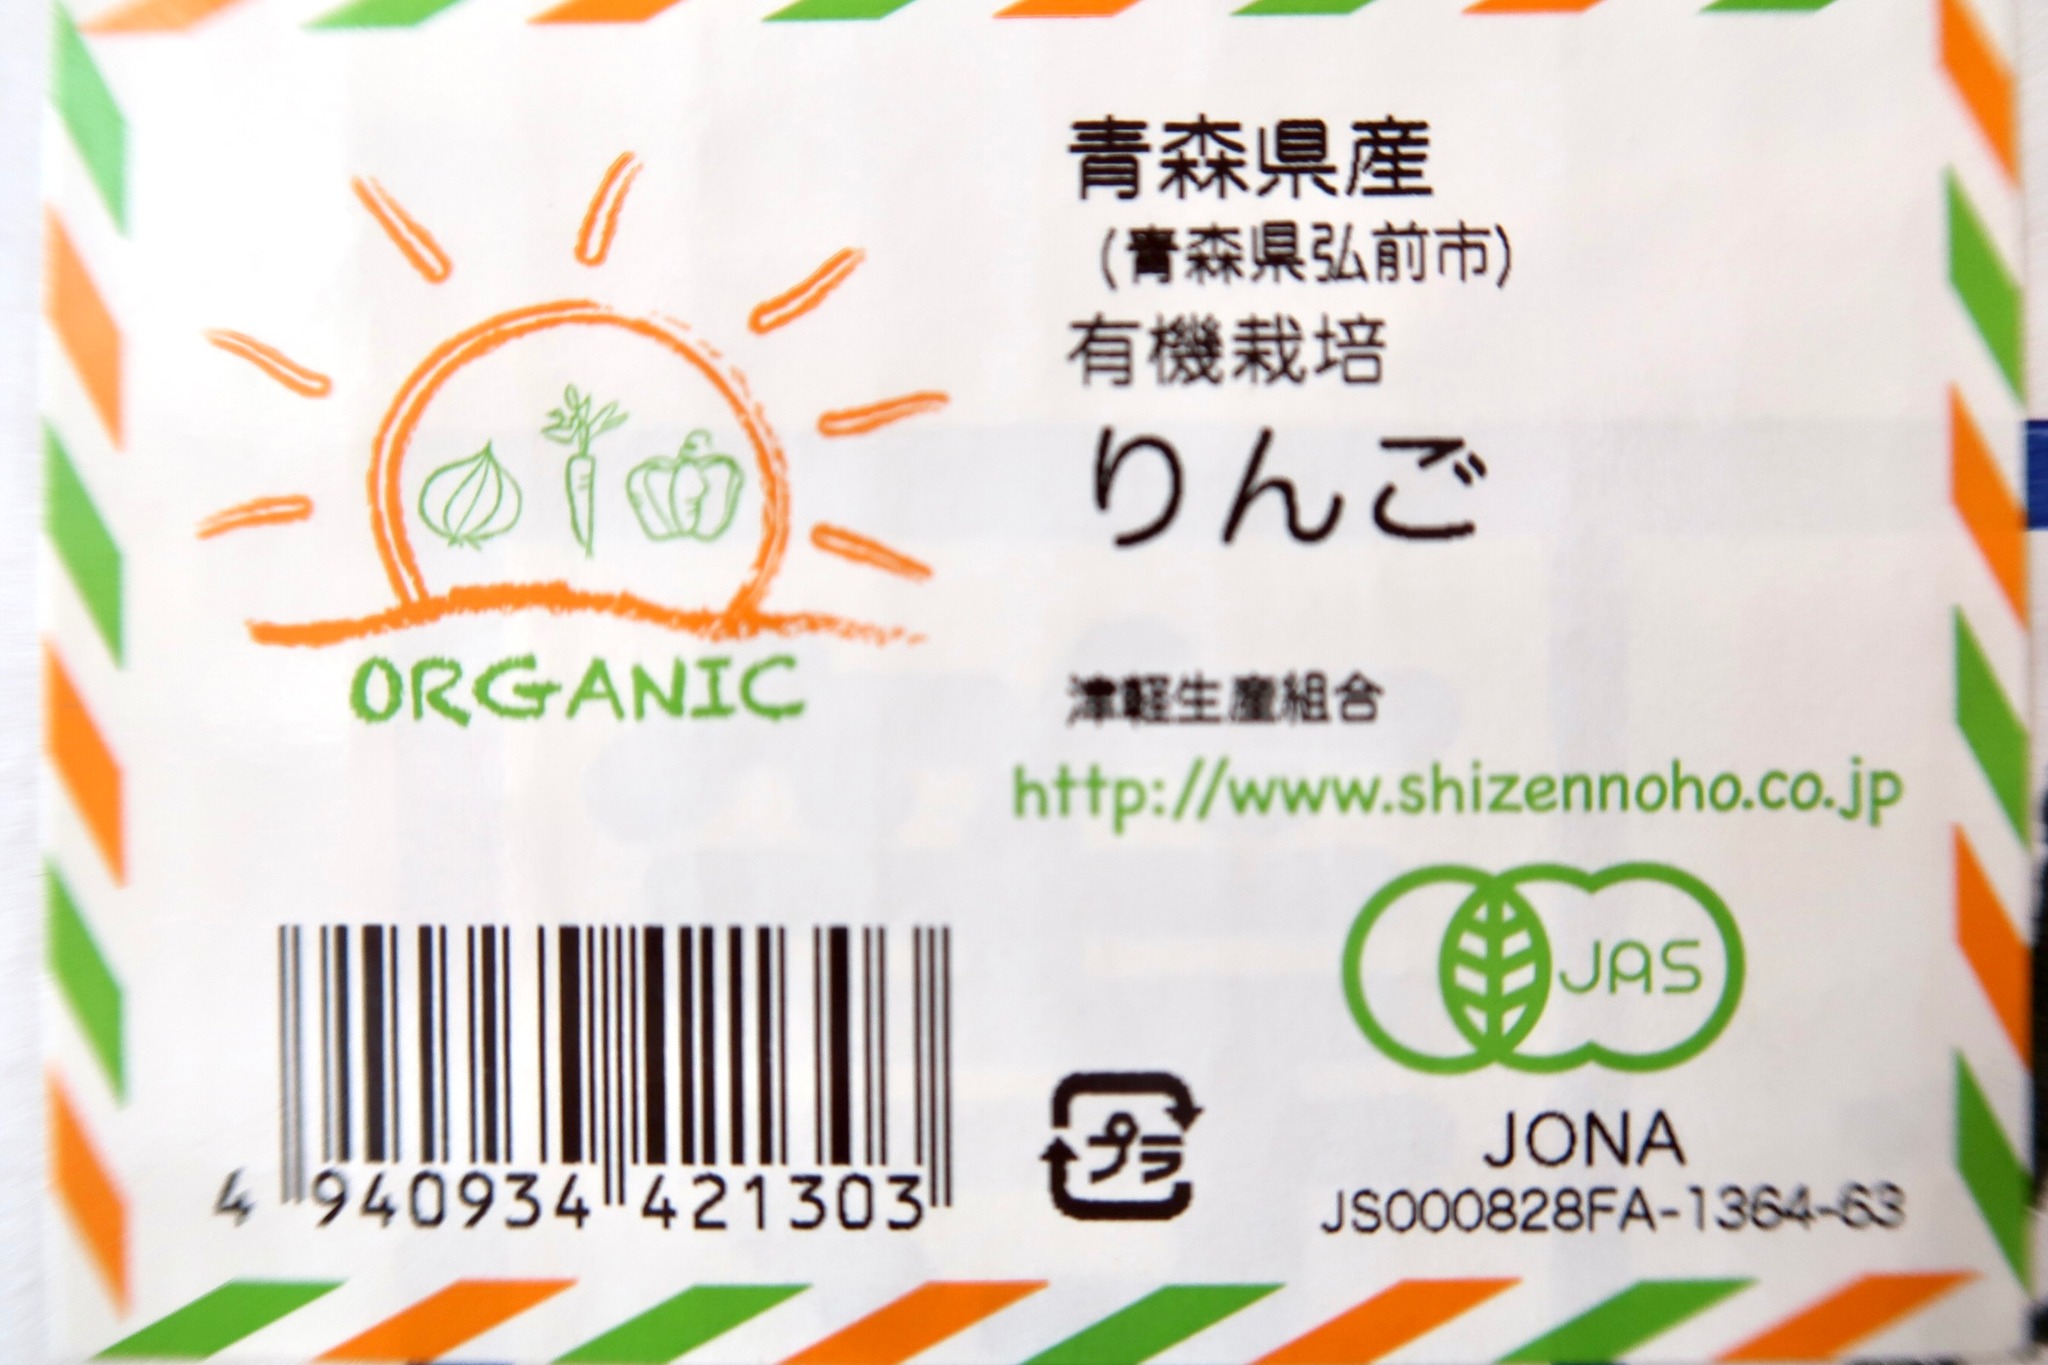 青森県産
(青森県弘前市)
有機栽培
りんご
ORGANIC
津軽生産組合
http://www.shizennoho.co.jp
JAS
4 940934 421303
プラ
JONA
JS000828FA-1364-63